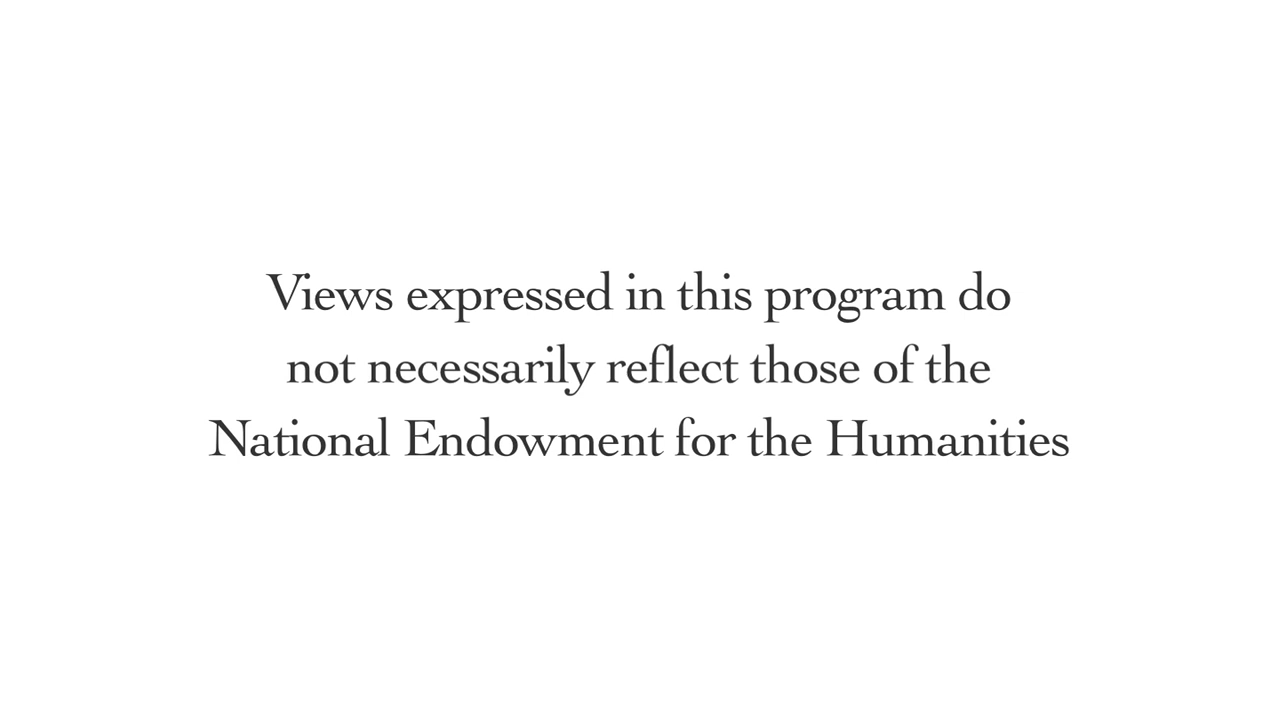 Views expressed in this program do
not necessarily reflect those of the
National Endowment for the Humanities